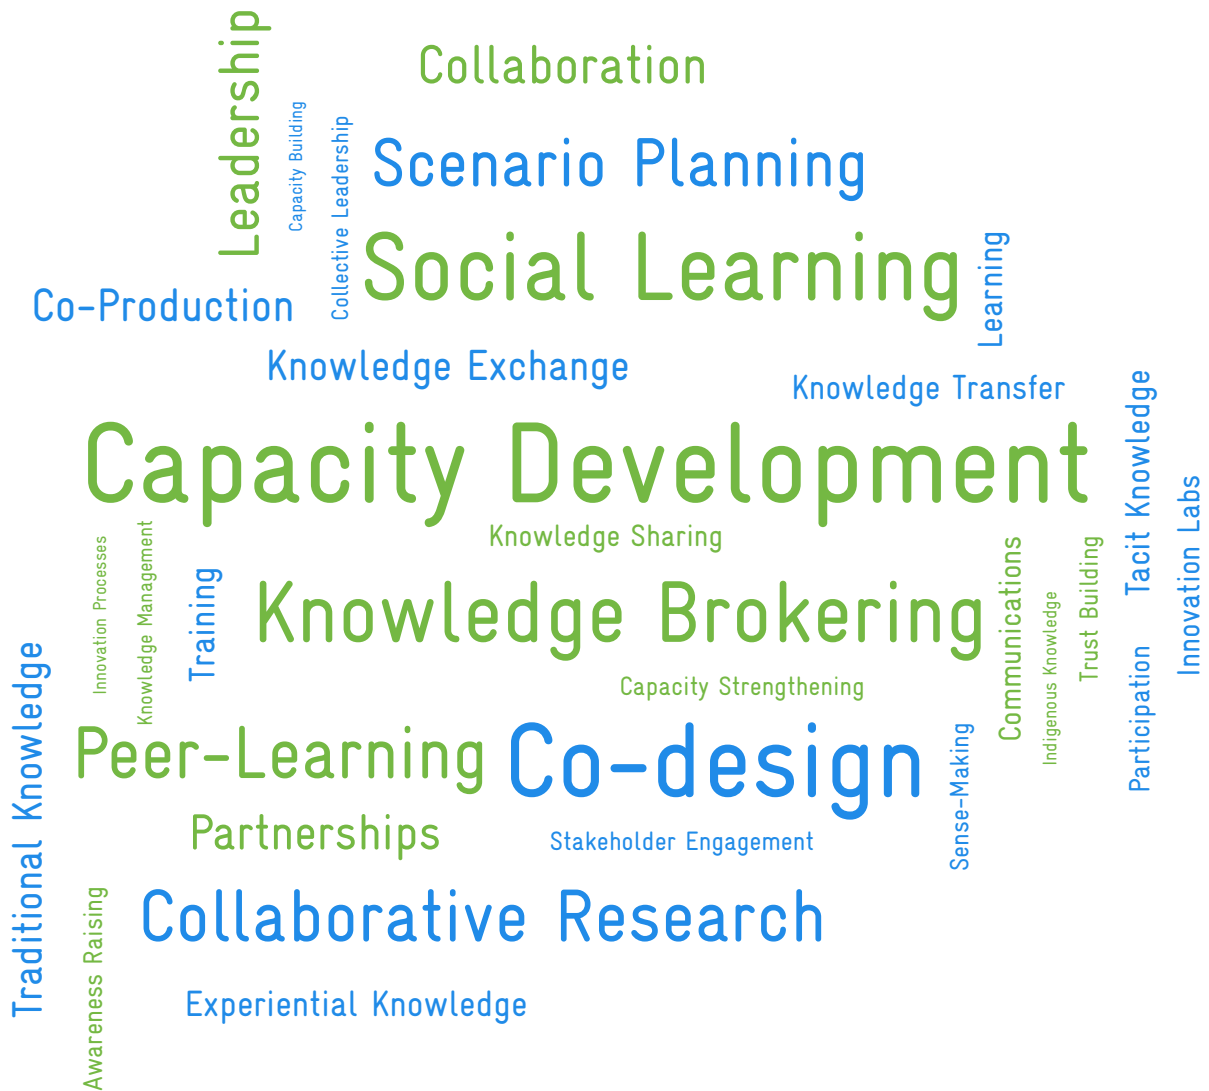 Leadership
Collaboration
Capacity Building
Collective Leadership
Scenario Planning
Social Learning
Learning
Co-Production
Knowledge Exchange
Knowledge Transfer
Tacit Knowledge
Capacity Development
Innovation Labs
Knowledge Sharing
Innovation Processes
Knowledge Management
Training
Knowledge Brokering
Communications
Indigenous Knowledge
Trust Building
Participation
Capacity Strengthening
Traditional Knowledge
Peer-Learning
Co-design
Sense-Making
Partnerships
Stakeholder Engagement
Awareness Raising
Collaborative Research
Experiential Knowledge